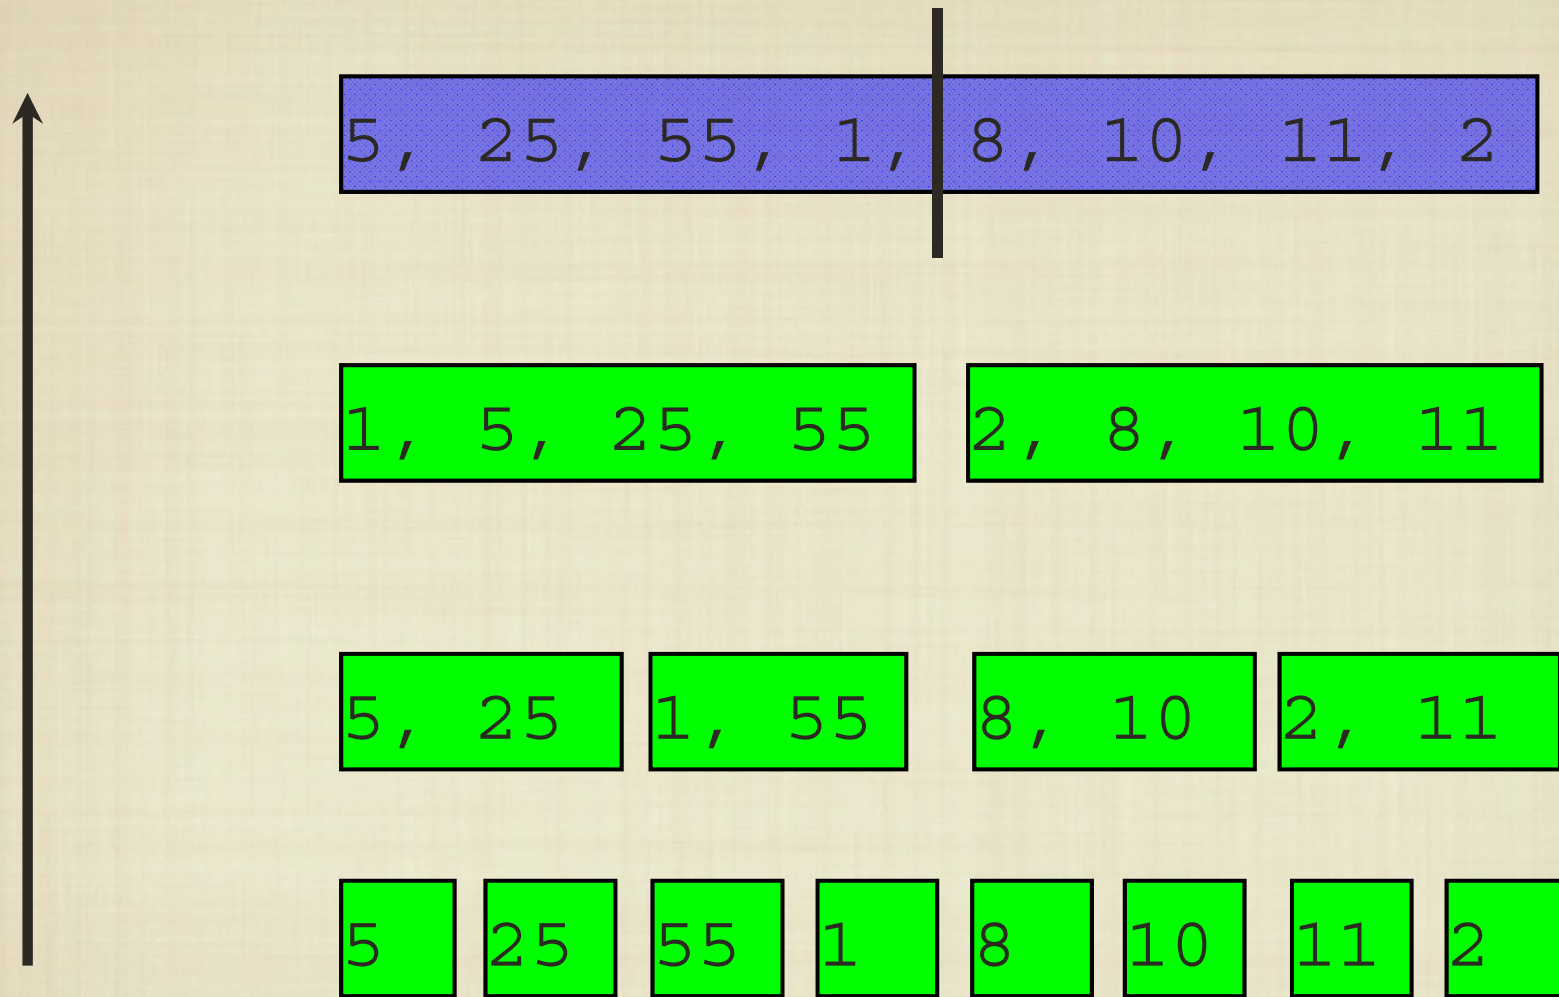 5, 25, 55, 1, 8, 10, 11, 2
1, 5, 25, 55 2, 8, 10, 11
5, 25 1, 55 8, 10 2, 11
5 25 55 1 8 10 11 2